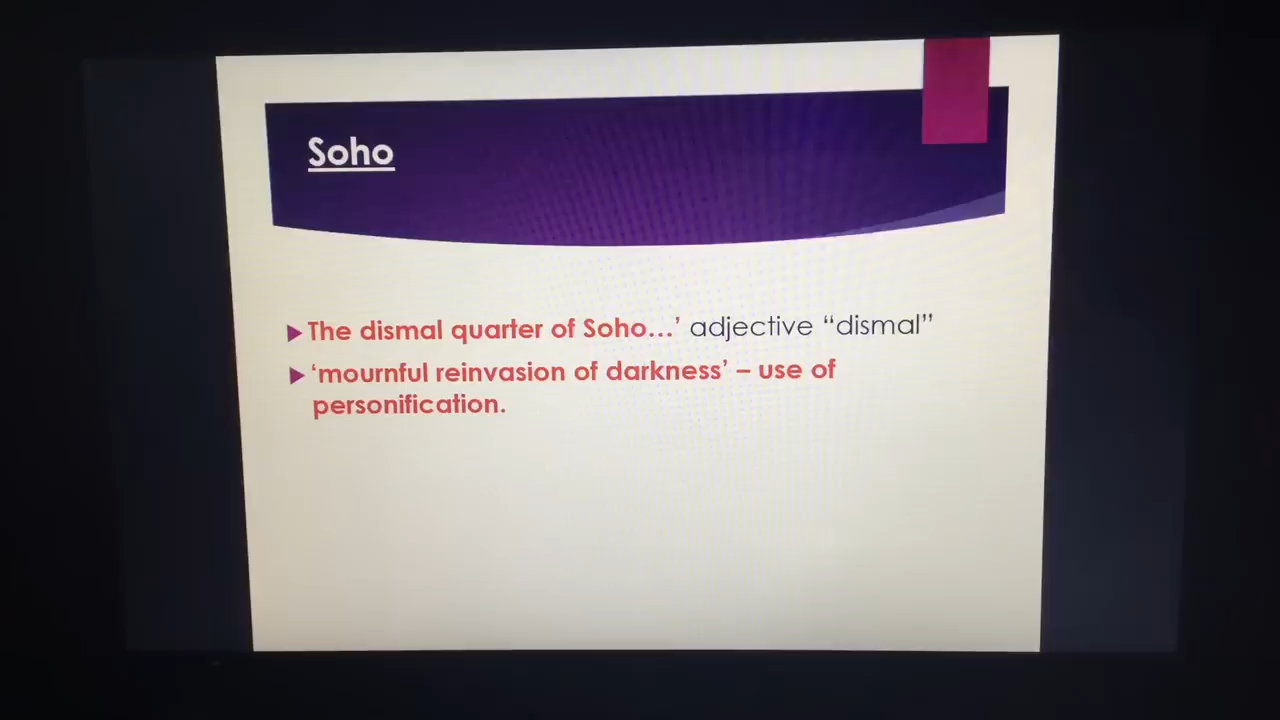 Soho
The dismal quarter of Soho…’ adjective “dismal”
‘mournful reinvasion of darkness’ – use of
personification.